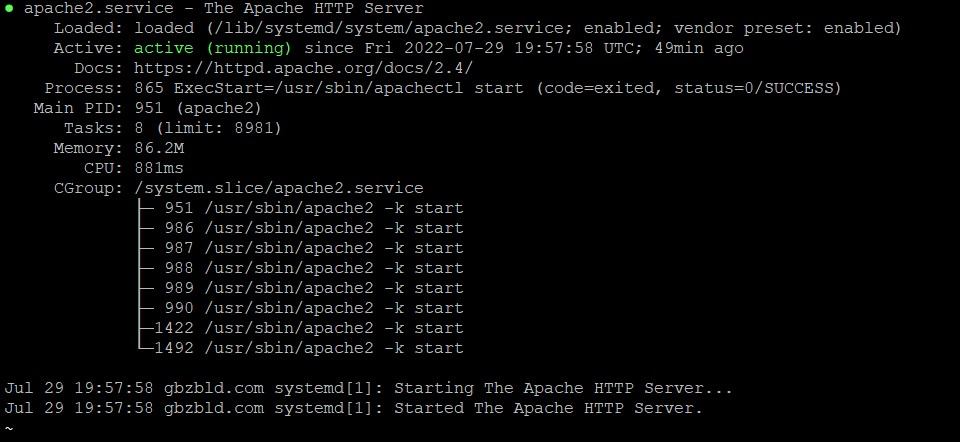 ● apache2.service - The Apache HTTP Server
     Loaded: loaded (/lib/systemd/system/apache2.service; enabled; vendor preset: enabled)
     Active: active (running) since Fri 2022-07-29 19:57:58 UTC; 49min ago
       Docs: https://httpd.apache.org/docs/2.4/
    Process: 865 ExecStart=/usr/sbin/apachectl start (code=exited, status=0/SUCCESS)
   Main PID: 951 (apache2)
      Tasks: 8 (limit: 8981)
     Memory: 86.2M
        CPU: 881ms
     CGroup: /system.slice/apache2.service
             ├─ 951 /usr/sbin/apache2 -k start
             ├─ 986 /usr/sbin/apache2 -k start
             ├─ 987 /usr/sbin/apache2 -k start
             ├─ 988 /usr/sbin/apache2 -k start
             ├─ 989 /usr/sbin/apache2 -k start
             ├─ 990 /usr/sbin/apache2 -k start
             ├─1422 /usr/sbin/apache2 -k start
             └─1492 /usr/sbin/apache2 -k start

Jul 29 19:57:58 gbzbld.com systemd[1]: Starting The Apache HTTP Server...
Jul 29 19:57:58 gbzbld.com systemd[1]: Started The Apache HTTP Server.
~